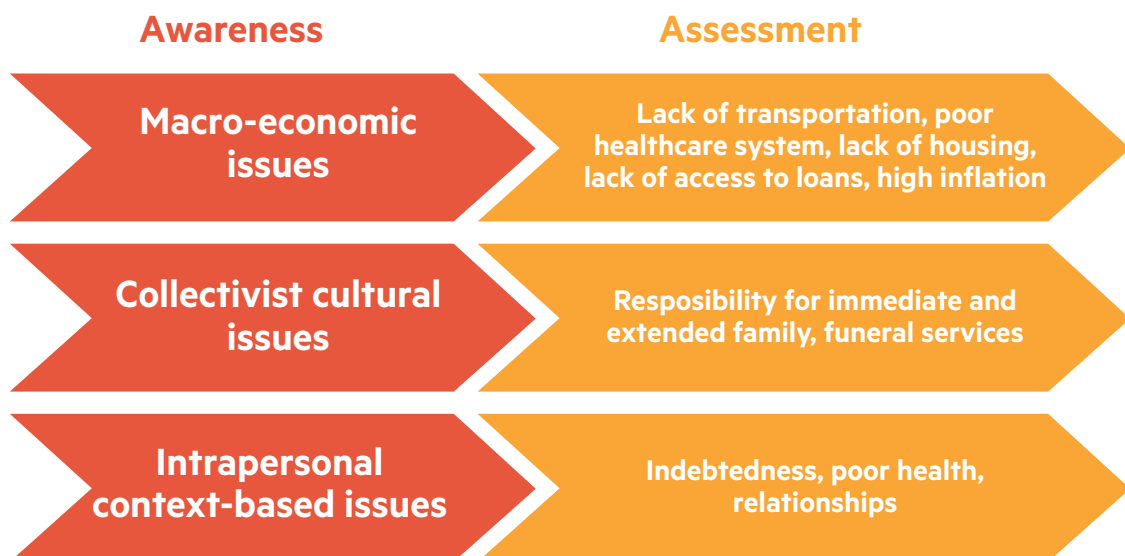 Awareness
Assessment
Macro-economic
issues
Lack of transportation, poor
healthcare system, lack of housing,
lack of access to loans, high inflation
Collectivist cultural
issues
Resposibility for immediate and
extended family, funeral services
Intrapersonal
context-based issues
Indebtedness, poor health,
relationships